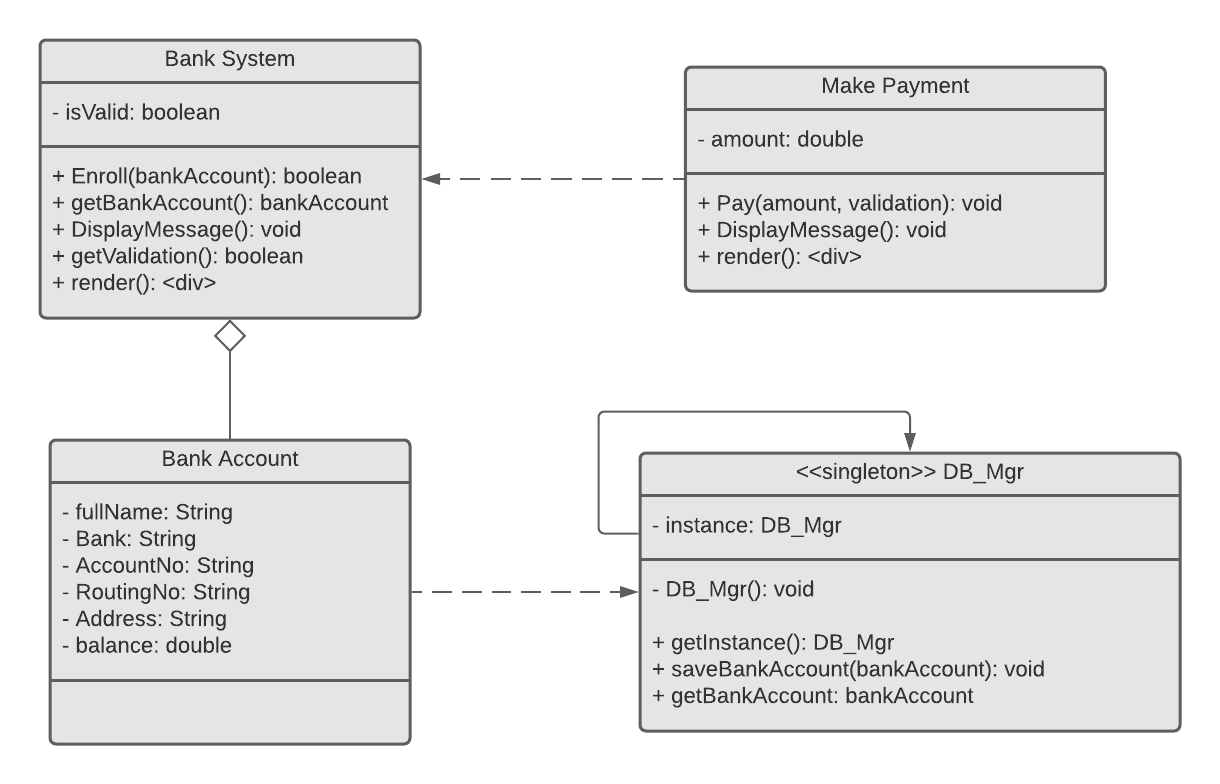 Bank System
- isValid: boolean
+ Enroll(bankAccount): boolean
+ getBankAccount(): bankAccount
+ DisplayMessage(): void
+ getValidation(): boolean
+ render(): <div>
Make Payment
- amount: double
+ Pay(amount, validation): void
+ DisplayMessage(): void
+ render(): <div>
Bank Account
- fullName: String
- Bank: String
- AccountNo: String
- RoutingNo: String
- Address: String
- balance: double
<<singleton>> DB_Mgr
- instance: DB_Mgr
- DB_Mgr(): void
+ getInstance(): DB_Mgr
+ saveBankAccount(bankAccount): void
+ getBankAccount: bankAccount